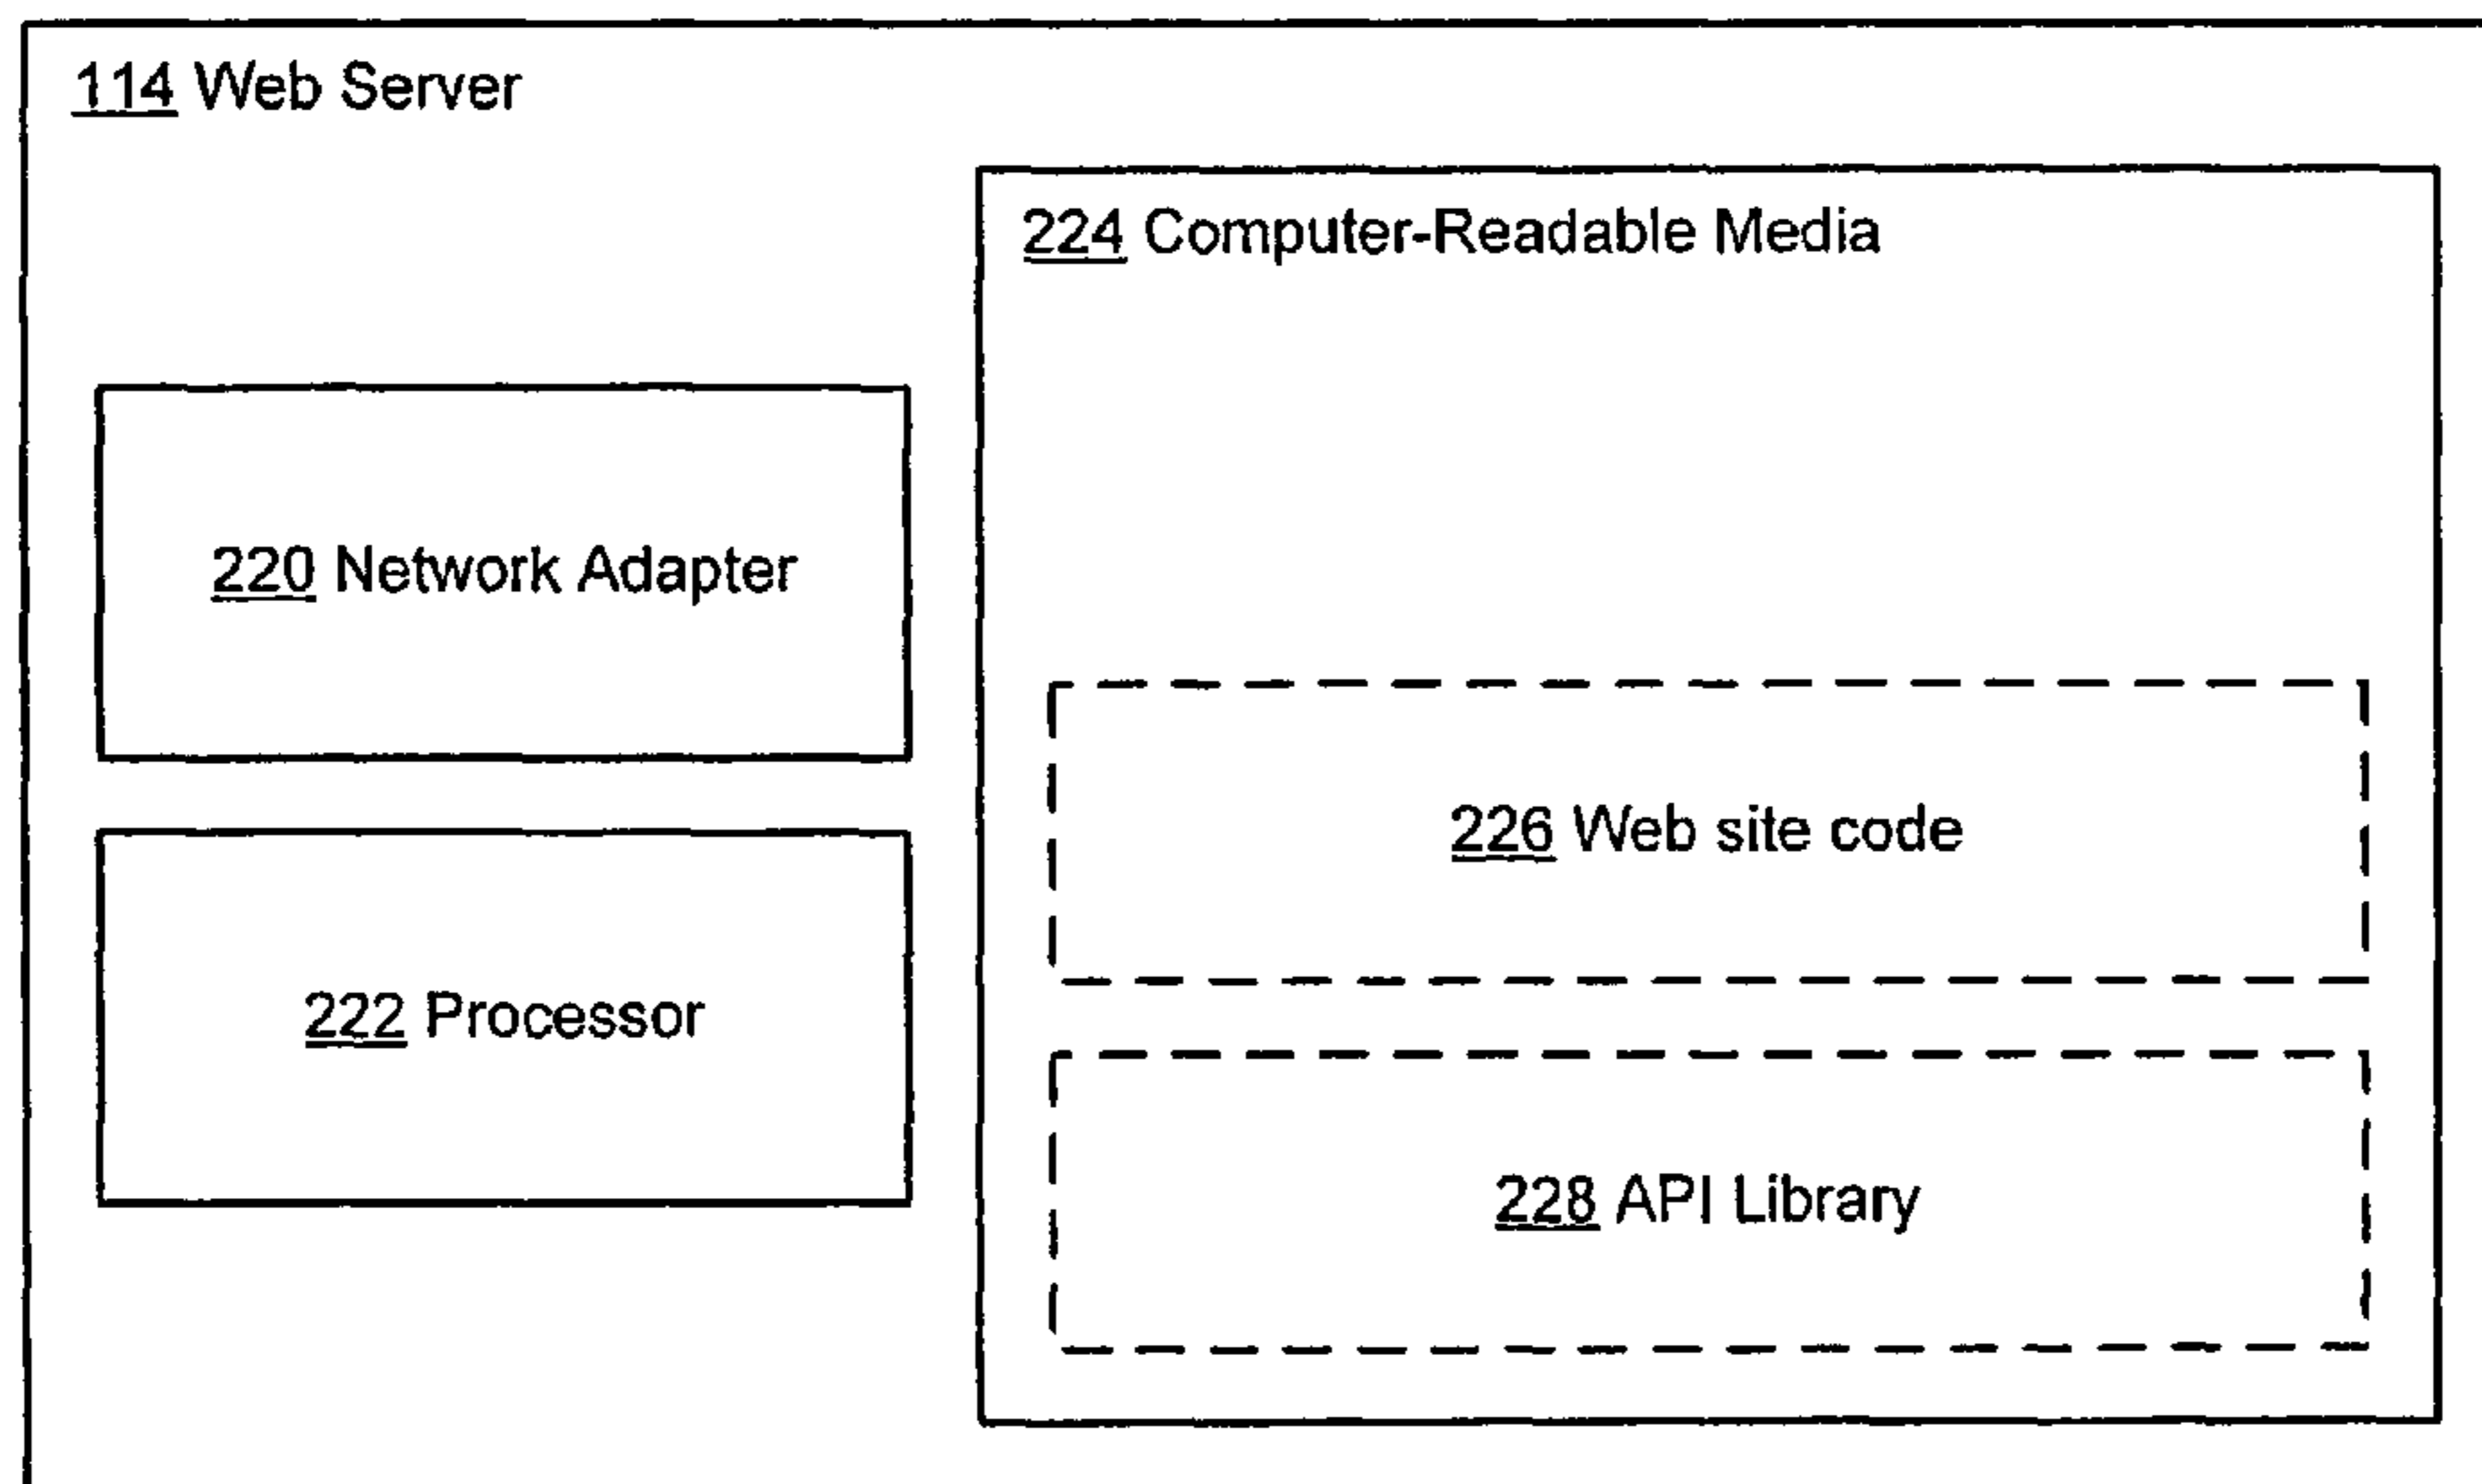 114 Web Server
224 Computer-Readable Media
220 Network Adapter
226 Web site code
222 Processor
228 API Library